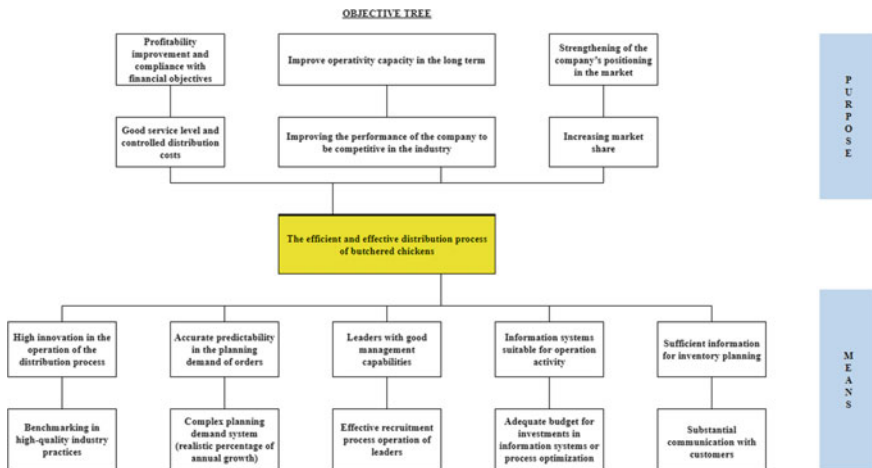 OBJECTIVE TREE
Profitability
improvement and
compliance with
financial objectives
Improve operativity capacity in the long term
Strengthening of the
company's positioning
in the market
Good service level and
controlled distribution
costs
Improving the performance of the company to
be competitive in the industry
Increasing market
share
PURPOSE
The efficient and effective distribution process
of butchered chickens
High innovation in the
operation of the
distribution process
Accurate predictability
in the planning
demand of orders
Leaders with good
management
capabilities
Information systems
suitable for operation
activity
Sufficient information
for inventory planning
Benchmarking in
high-quality industry
practices
Complex planning
demand system
(realistic percentage of
annual growth)
Effective recruitment
process operation of
leaders
Adequate budget for
investments in
information systems or
process optimization
Substantial
communication with
customers
MEANS